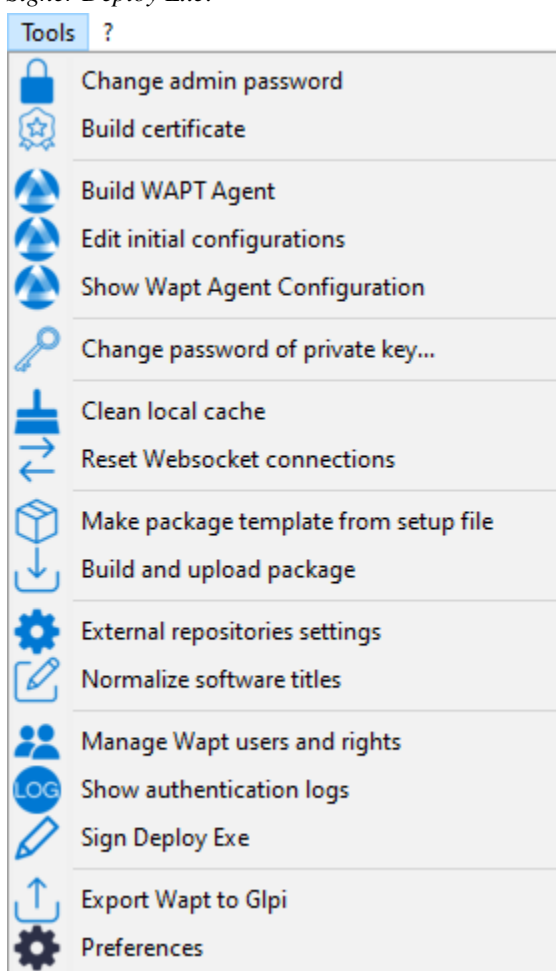 Signer Deploy Exe.
Tools ?
Change admin password
Build certificate
Build WAPT Agent
Edit initial configurations
Show Wapt Agent Configuration
Change password of private key...
Clean local cache
Reset Websocket connections
Make package template from setup file
Build and upload package
External repositories settings
Normalize software titles
Manage Wapt users and rights
LOG Show authentication logs
Sign Deploy Exe
Export Wapt to Glpi
Preferences